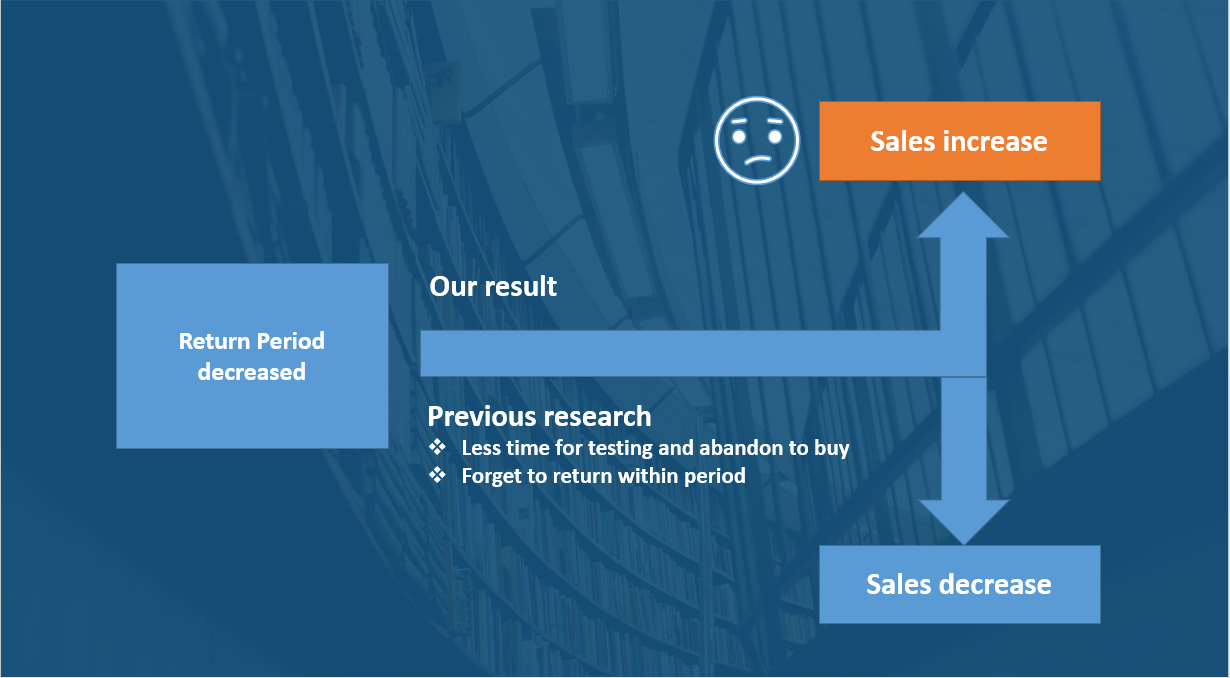 Sales increase
Our result
Return Period
decreased
Previous research
❖ Less time for testing and abandon to buy
❖ Forget to return within period
Sales decrease